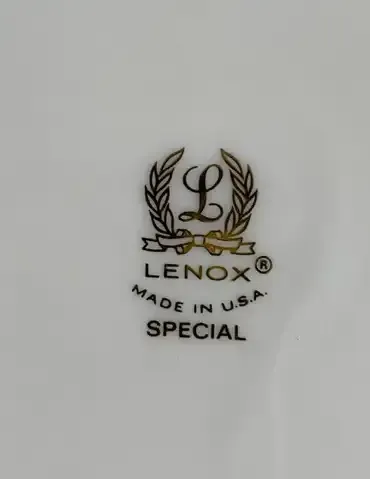 L
LENOX®
MADE IN U.S.A.
SPECIAL